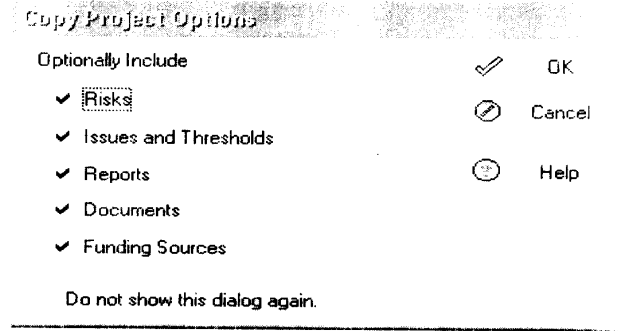 Copy Project Options
Optionally Include
Risks
Issues and Thresholds
Reports
Documents
Funding Sources
Do not show this dialog again.
OK
Cancel
Help